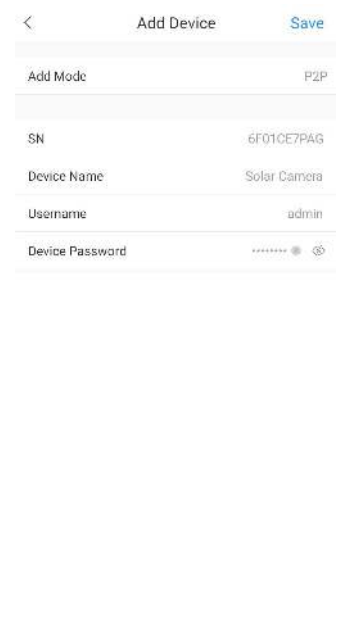 Add Device Save
Add Mode P2P
SN 6F01CE7PAG
Device Name Solar Camera
Username admin
Device Password ········